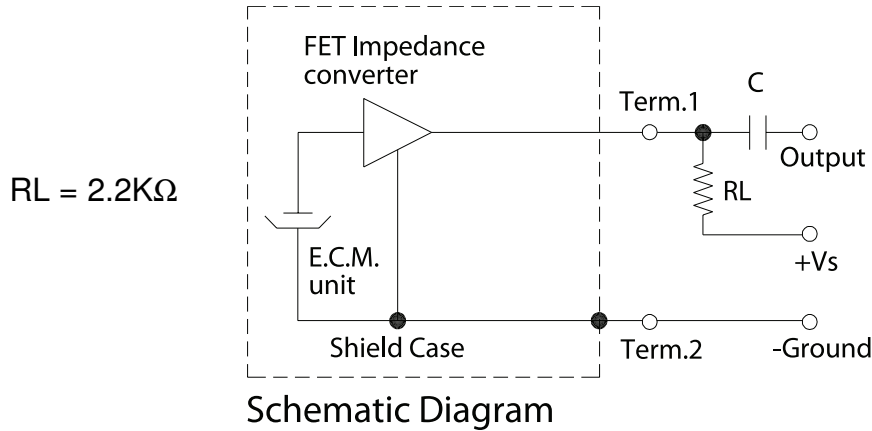 FET Impedance
converter
Term.1
C
Output
RL = 2.2KΩ
RL
E.C.M.
unit
+Vs
Shield Case
Term.2
-Ground
Schematic Diagram